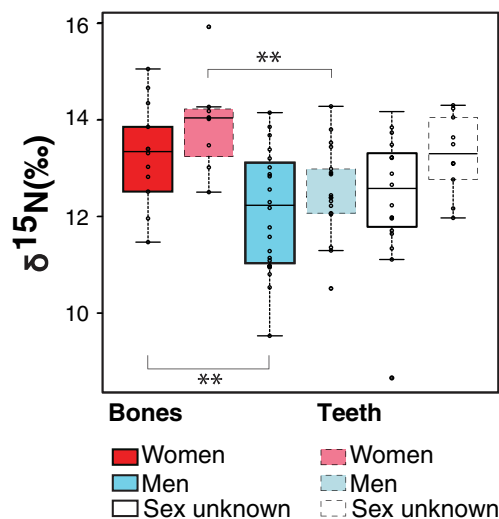 16
**
14
12
10
δ15N(‰)
**
Bones Teeth
Women Women
Men Men
Sex unknown Sex unknown